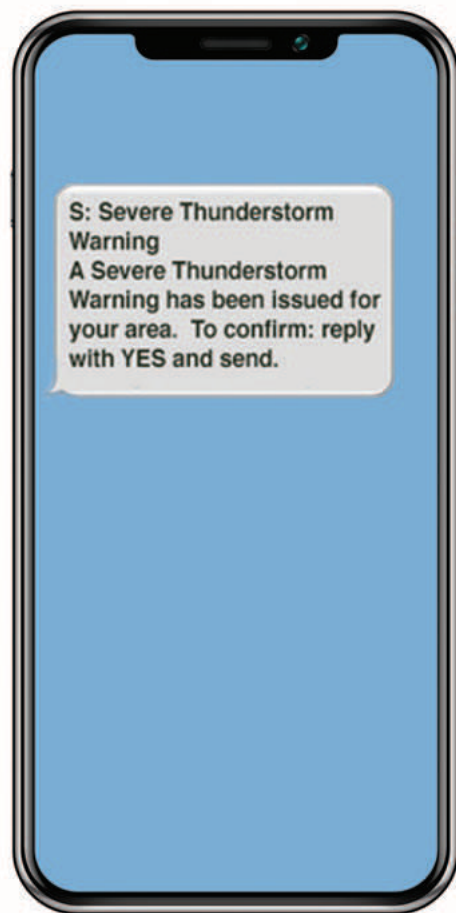 S: Severe Thunderstorm
Warning
A Severe Thunderstorm
Warning has been issued for
your area.  To confirm: reply
with YES and send.